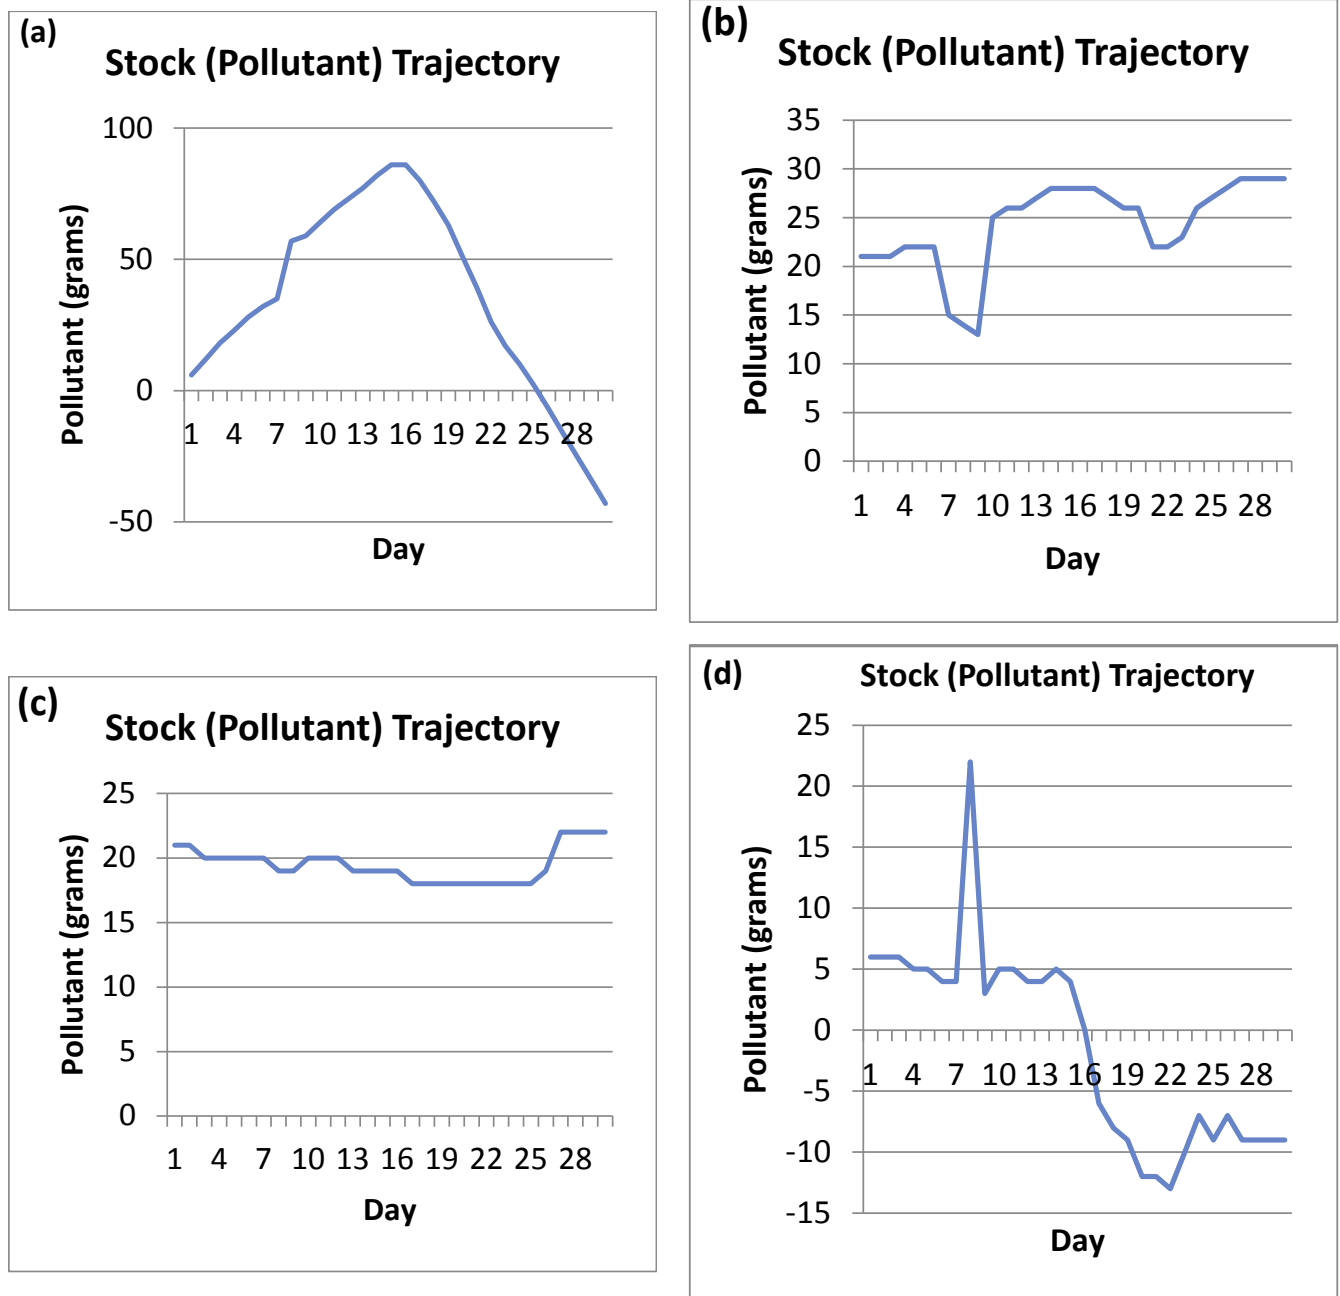 (a)
Stock (Pollutant) Trajectory
100
50
0
-50
Pollutant (grams)
1 4 7 10 13 16 19 22 25 28
Day
(b)
Stock (Pollutant) Trajectory
35
30
25
20
15
10
5
0
Pollutant (grams)
1 4 7 10 13 16 19 22 25 28
Day
(c)
Stock (Pollutant) Trajectory
25
20
15
10
5
0
Pollutant (grams)
1 4 7 10 13 16 19 22 25 28
Day
(d)
Stock (Pollutant) Trajectory
25
20
15
10
5
0
-5
-10
-15
Pollutant (grams)
1 4 7 10 13 16 19 22 25 28
Day